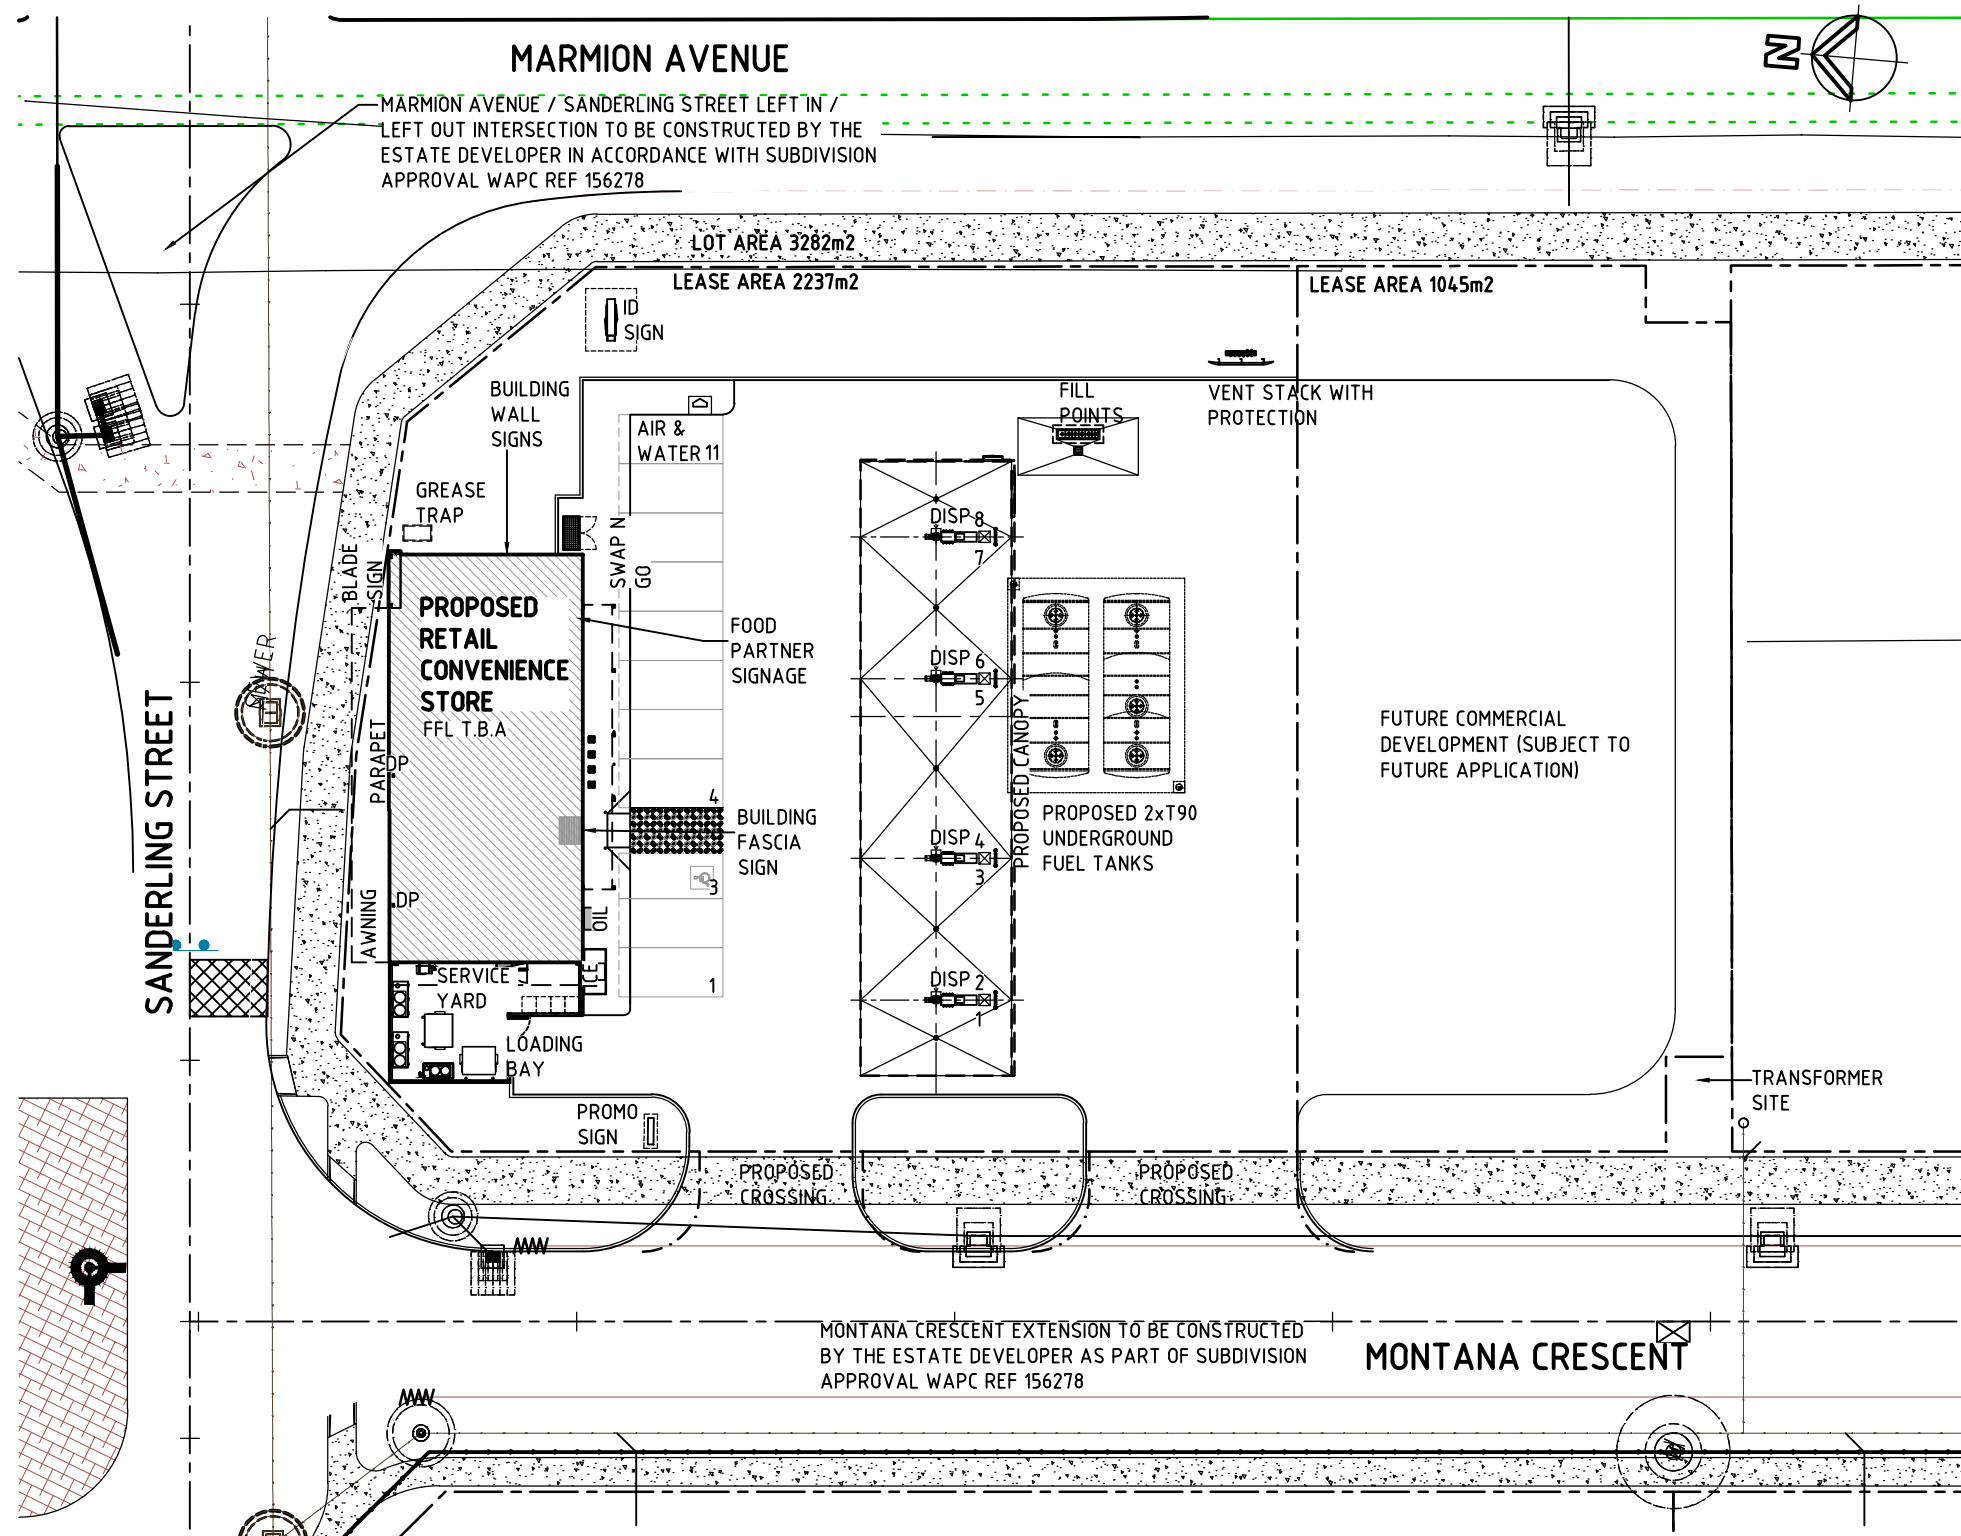 MARMION AVENUE
N
MARMION AVENUE / SANDERLING STREET LEFT IN /
LEFT OUT INTERSECTION TO BE CONSTRUCTED BY THE
ESTATE DEVELOPER IN ACCORDANCE WITH SUBDIVISION
APPROVAL WAPC REF 156278
LOT AREA 3282m2
LEASE AREA 2237m2
LEASE AREA 1045m2
ID
SIGN
BUILDING
WALL
SIGNS
AIR &
WATER 11
FILL
POINTS
VENT STACK WITH
PROTECTION
GREASE
TRAP
BLADE
SIGN
SWAP N
GO
DISP 8
7
PROPOSED
RETAIL
CONVENIENCE
STORE
FFL T.B.A
FOOD
PARTNER
SIGNAGE
DISP 6
5
PARAPET
DP
PROPOSED CANOPY
FUTURE COMMERCIAL
DEVELOPMENT (SUBJECT TO
FUTURE APPLICATION)
SANDERLING STREET
4
BUILDING
FASCIA
SIGN
PROPOSED 2xT90
UNDERGROUND
FUEL TANKS
DISP 4
3
3
AWNING
DP
OIL
ICE
SERVICE
YARD
1
DISP 2
1
LOADING
BAY
TRANSFORMER
SITE
PROMO
SIGN
PROPOSED
CROSSING
PROPOSED
CROSSING
MONTANA CRESCENT EXTENSION TO BE CONSTRUCTED
BY THE ESTATE DEVELOPER AS PART OF SUBDIVISION
APPROVAL WAPC REF 156278
MONTANA CRESCENT